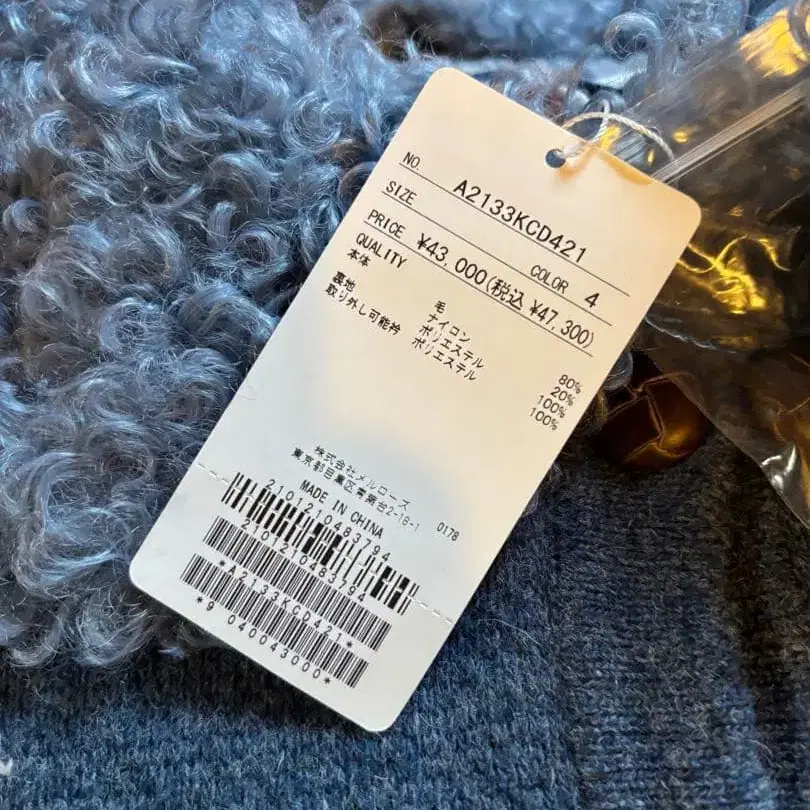 NO A2133KCD421
SIZE COLOR 4
PRICE ¥43,000(税込 ¥47,300)
QUALITY
本体 毛 80%
ナイロン 20%
裏地 ポリエステル 100%
取り外し可能衿 ポリエステル 100%
株式会社メルローズ
東京都目黒区青葉台2-18-1 0178
MADE IN CHINA
2101210483794
2101210483794
*A2133KCD421*
*9040043000*